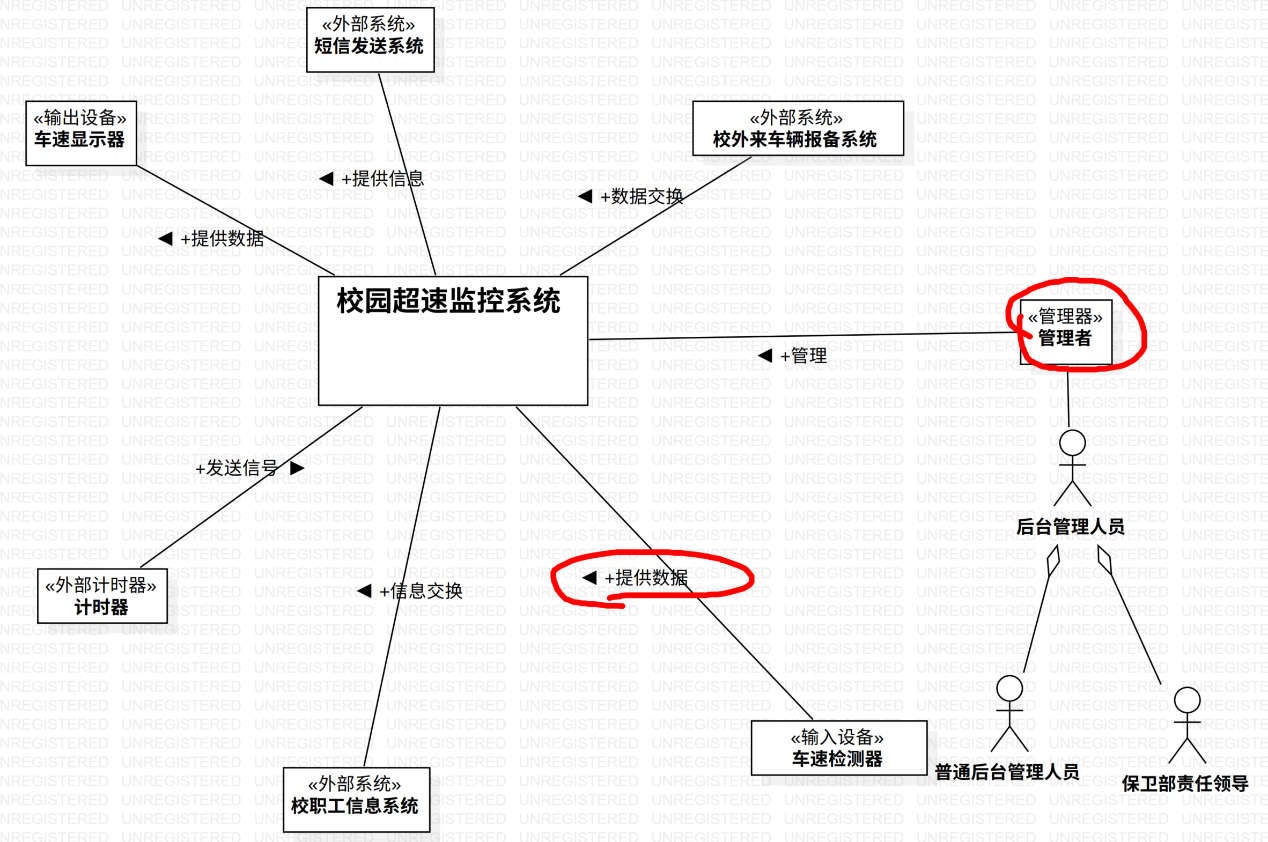 «外部系统»
短信发送系统
«输出设备»
车速显示器
«外部系统»
校外来车辆报备系统
◀ +提供信息
◀ +数据交换
◀ +提供数据
校园超速监控系统
«管理器»
管理者
◀ +管理
+发送信号 ▶
后台管理人员
«外部计时器»
计时器
◀ +信息交换
◀ +提供数据
«输入设备»
车速检测器
普通后台管理人员
保卫部责任领导
«外部系统»
校职工信息系统
UNREGISTERED